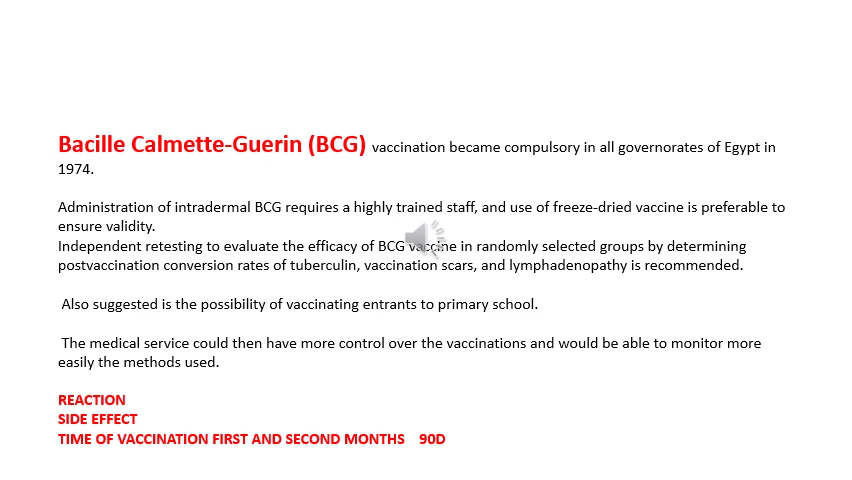 Bacille Calmette-Guerin (BCG) vaccination became compulsory in all governorates of Egypt in
1974.
Administration of intradermal BCG requires a highly trained staff, and use of freeze-dried vaccine is preferable to
ensure validity.
Independent retesting to evaluate the efficacy of BCG vaccine in randomly selected groups by determining
postvaccination conversion rates of tuberculin, vaccination scars, and lymphadenopathy is recommended.
Also suggested is the possibility of vaccinating entrants to primary school.
The medical service could then have more control over the vaccinations and would be able to monitor more
easily the methods used.
REACTION
SIDE EFFECT
TIME OF VACCINATION FIRST AND SECOND MONTHS 90D